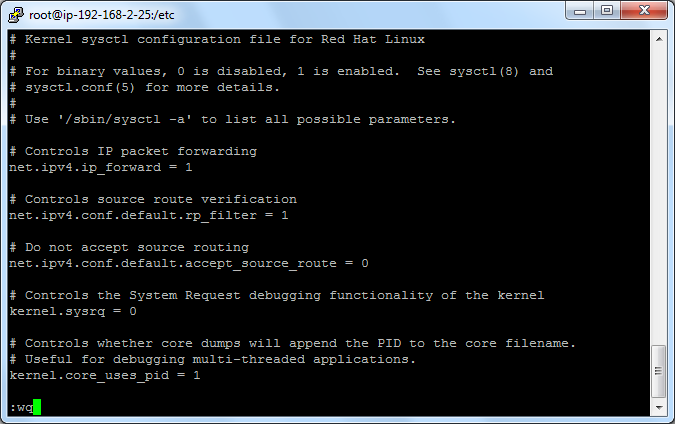 root@ip-192-168-2-25:/etc
# Kernel sysctl configuration file for Red Hat Linux
#
# For binary values, 0 is disabled, 1 is enabled.  See sysctl(8) and
# sysctl.conf(5) for more details.
#
# Use '/sbin/sysctl -a' to list all possible parameters.
# Controls IP packet forwarding
net.ipv4.ip_forward = 1
# Controls source route verification
net.ipv4.conf.default.rp_filter = 1
# Do not accept source routing
net.ipv4.conf.default.accept_source_route = 0
# Controls the System Request debugging functionality of the kernel
kernel.sysrq = 0
# Controls whether core dumps will append the PID to the core filename.
# Useful for debugging multi-threaded applications.
kernel.core_uses_pid = 1
:wq